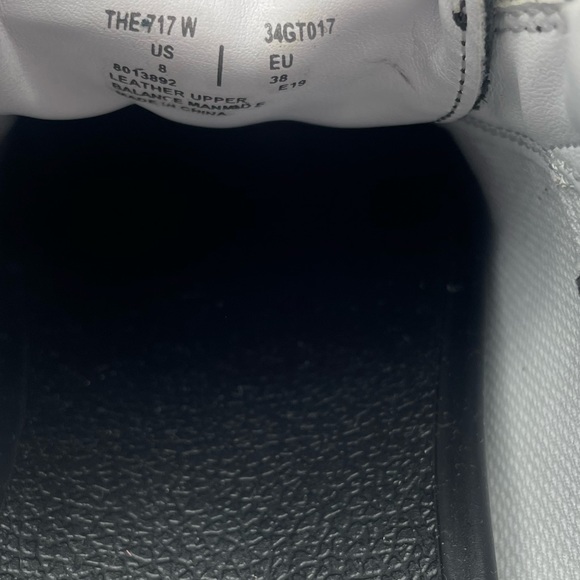 THE 717 W 34GT017
US EU
8 38
8013892 E19
LEATHER UPPER
BALANCE MANMADE
MADE IN CHINA